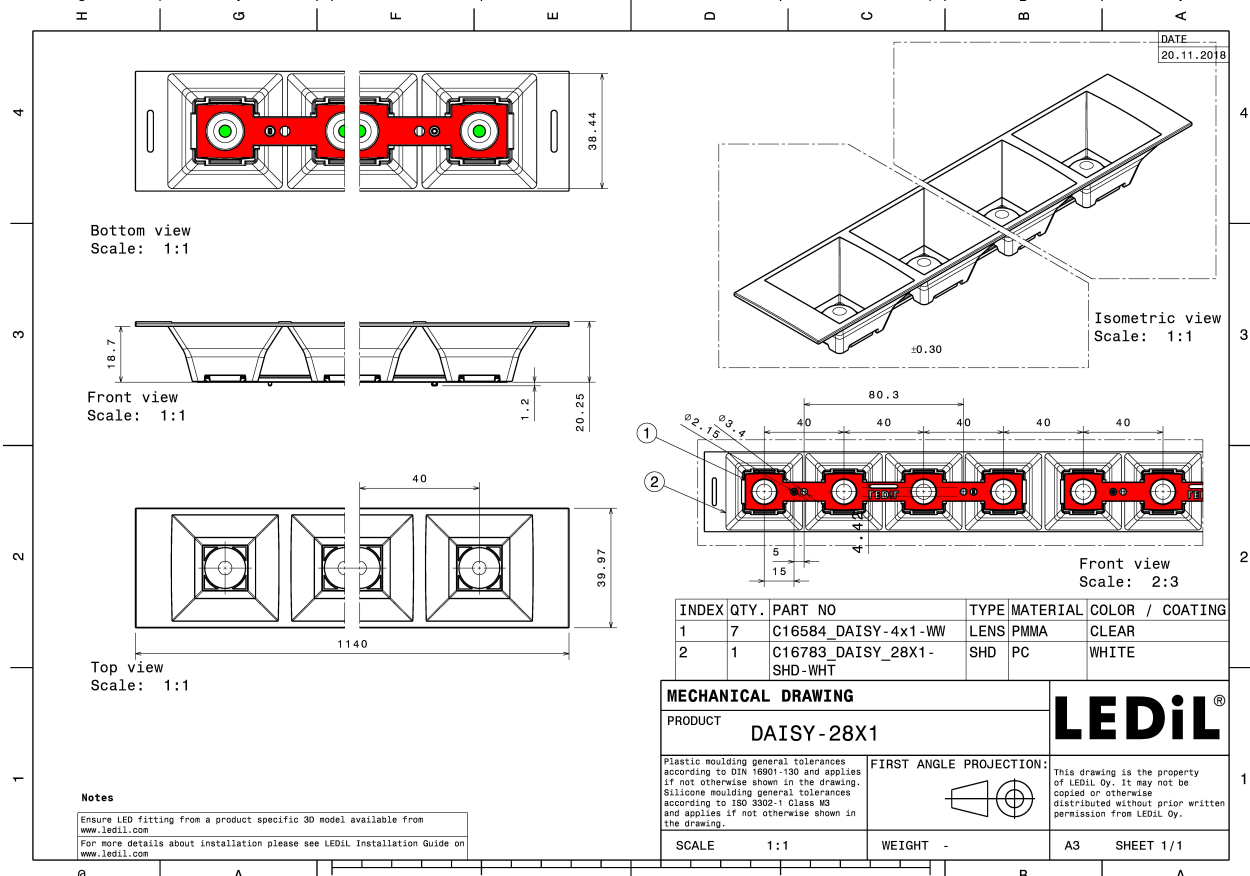 H G F E D C B A
DATE
20.11.2018
4
4
38.44
Bottom view
Scale: 1:1
3
3
18.7
1.2
20.25
Front view
Scale: 1:1
Isometric view
Scale: 1:1
±0.30
80.3
40 40 40 40 40
Ø2.15
Ø3.4
1
2
LEDiL
4.42
5
15
Front view
Scale: 2:3
2
2
40
39.97
1140
Top view
Scale: 1:1
INDEX QTY. PART NO TYPE MATERIAL COLOR / COATING
1 7 C16584_DAISY-4x1-WW LENS PMMA CLEAR
2 1 C16783_DAISY_28X1- SHD PC WHITE
SHD-WHT
MECHANICAL DRAWING
PRODUCT
DAISY-28X1
LEDiL®
Plastic moulding general tolerances
according to DIN 16901-130 and applies
if not otherwise shown in the drawing.
Silicone moulding general tolerances
according to ISO 3302-1 Class M3
and applies if not otherwise shown in
the drawing.
FIRST ANGLE PROJECTION:
This drawing is the property
of LEDiL Oy. It may not be
copied or otherwise
distributed without prior written
permission from LEDiL Oy.
1
1
SCALE 1:1 WEIGHT - A3 SHEET 1/1
Notes
Ensure LED fitting from a product specific 3D model available from
www.ledil.com
For more details about installation please see LEDiL Installation Guide on
www.ledil.com